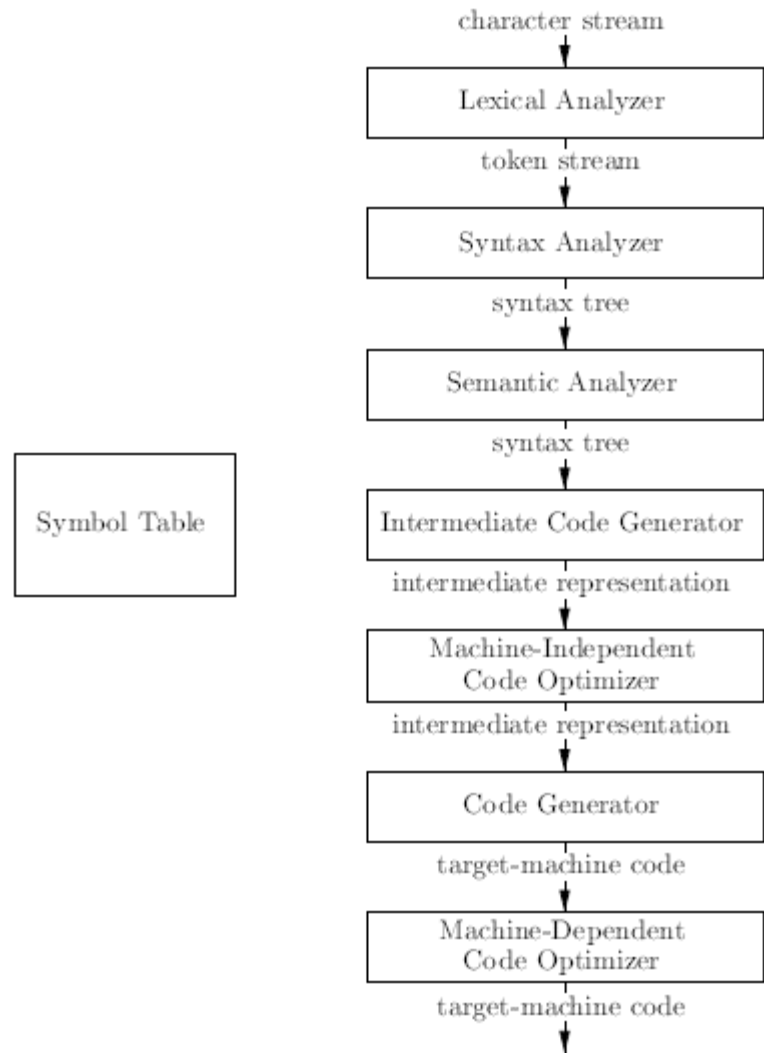 character stream
Lexical Analyzer
token stream
Syntax Analyzer
syntax tree
Semantic Analyzer
syntax tree
Symbol Table
Intermediate Code Generator
intermediate representation
Machine-Independent
Code Optimizer
intermediate representation
Code Generator
target-machine code
Machine-Dependent
Code Optimizer
target-machine code